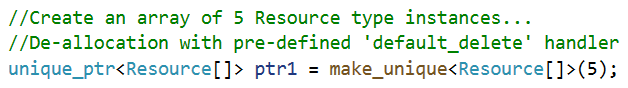 //Create an array of 5 Resource type instances...
//De-allocation with pre-defined 'default_delete' handler
unique_ptr<Resource[]> ptr1 = make_unique<Resource[]>(5);